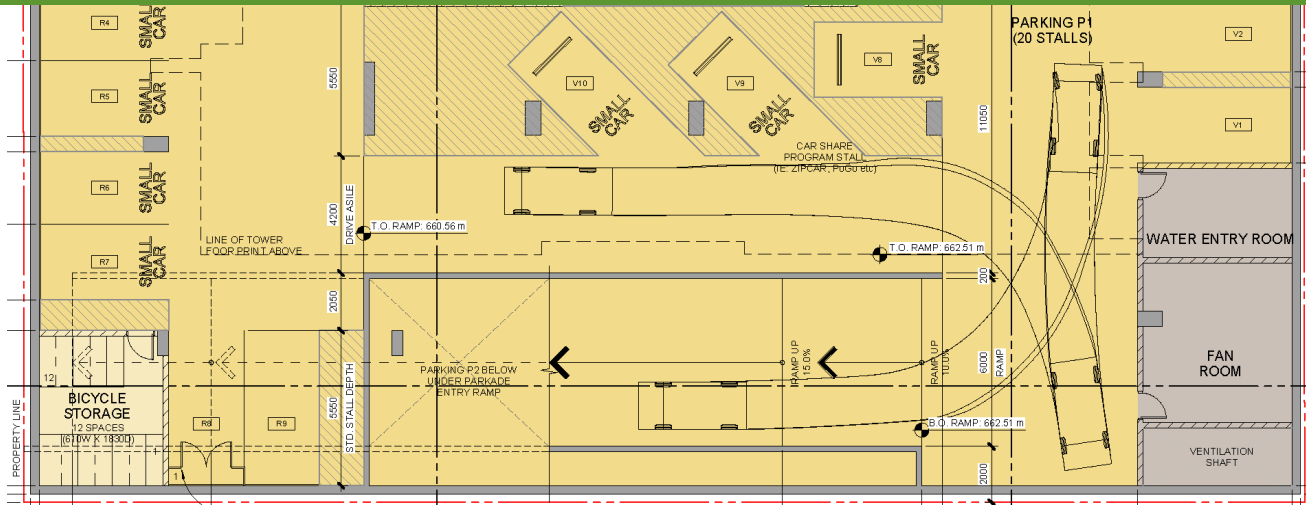 R4
SMALL
CAR
R5
SMALL
CAR
R6
SMALL
CAR
R7
SMALL
CAR
5550
4200
DRIVE ASILE
2050
5550
STD. STALL DEPTH
LINE OF TOWER
FOOR PRINT ABOVE
T.O. RAMP: 660.56 m
V10
SMALL
CAR
V9
SMALL
CAR
V8
SMALL
CAR
CAR SHARE
PROGRAM STALL
(IE. ZIPCAR, PoGo etc)
T.O. RAMP: 662.51 m
11050
200
6000
RAMP
2000
PARKING P1
(20 STALLS)
V2
V1
WATER ENTRY ROOM
FAN
ROOM
VENTILATION
SHAFT
PARKING P2 BELOW
UNDER PARKADE
ENTRY RAMP
RAMP UP
15.0%
RAMP UP
10.0%
B.O. RAMP: 662.51 m
12
BICYCLE
STORAGE
12 SPACES
(610W X 1830D)
1
R8
R9
1
PROPERTY LINE